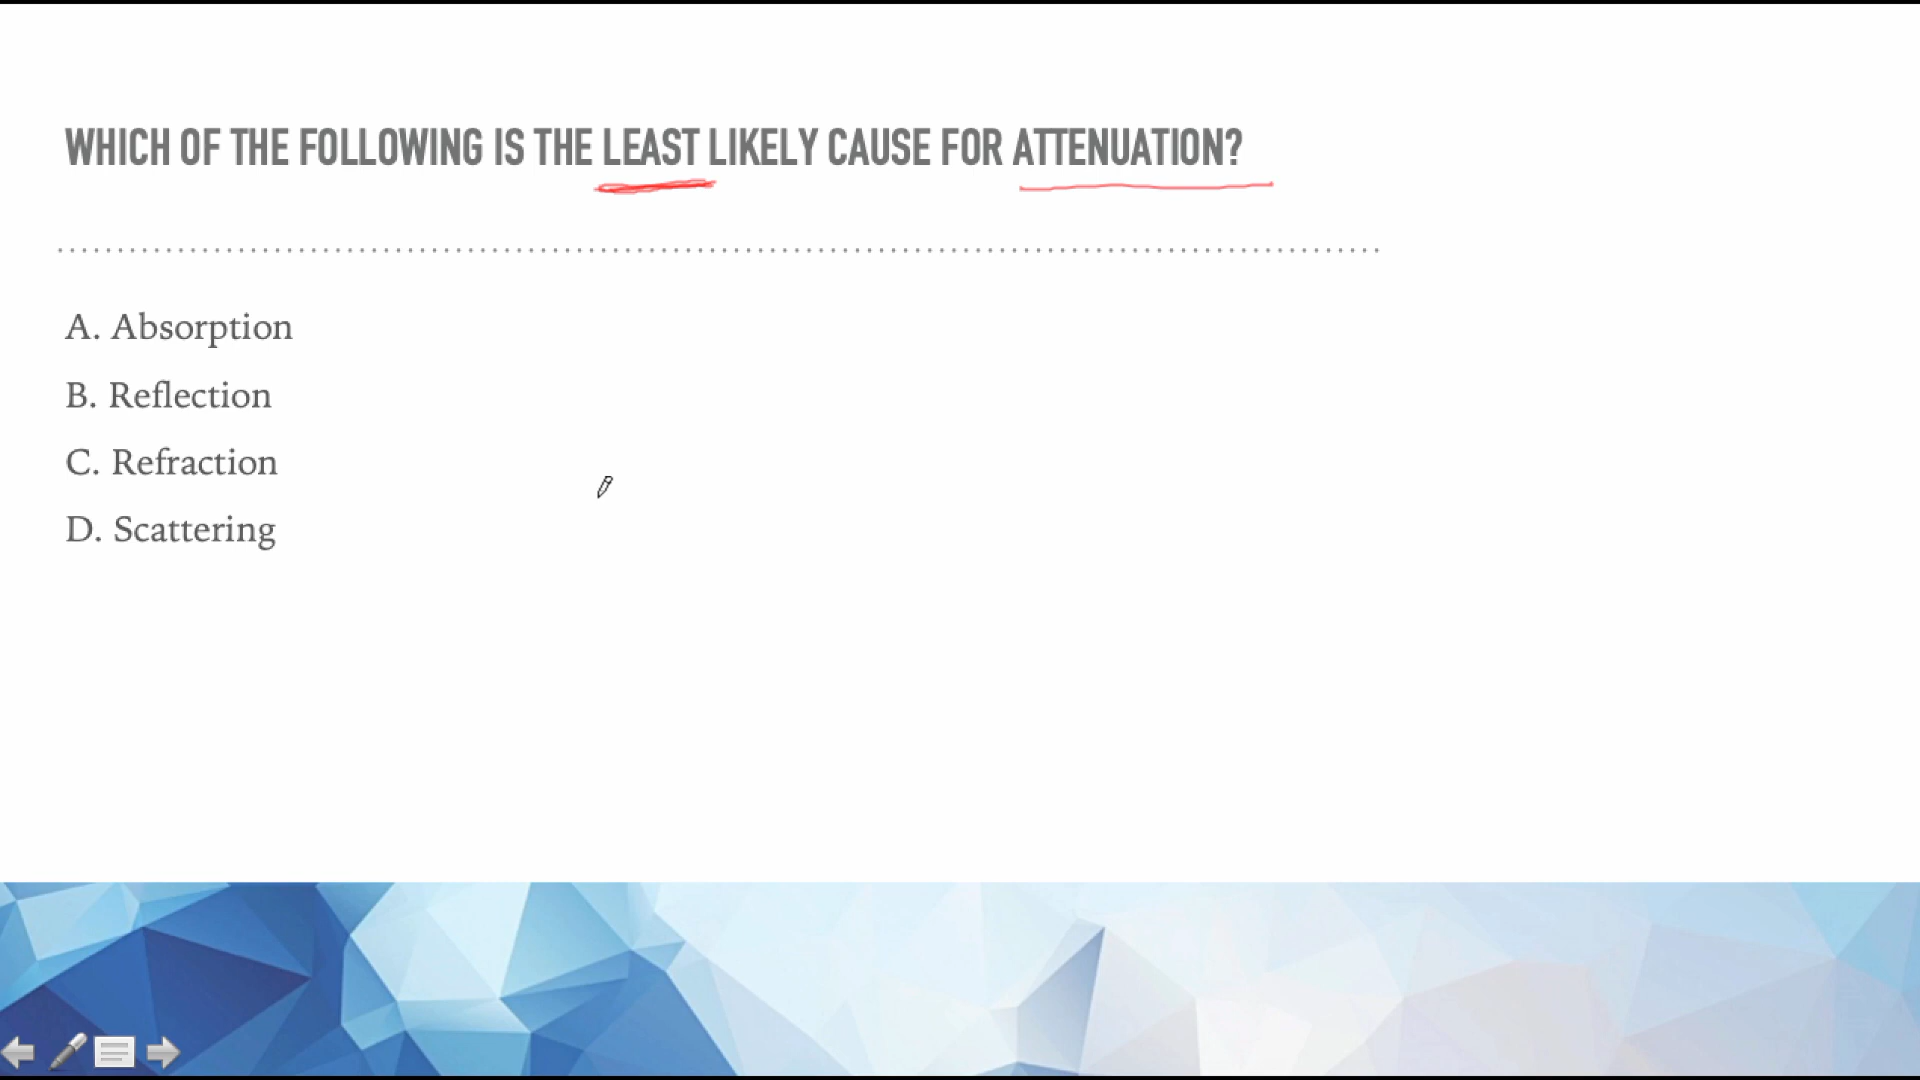 WHICH OF THE FOLLOWING IS THE LEAST LIKELY CAUSE FOR ATTENUATION?
A. Absorption
B. Reflection
C. Refraction
D. Scattering